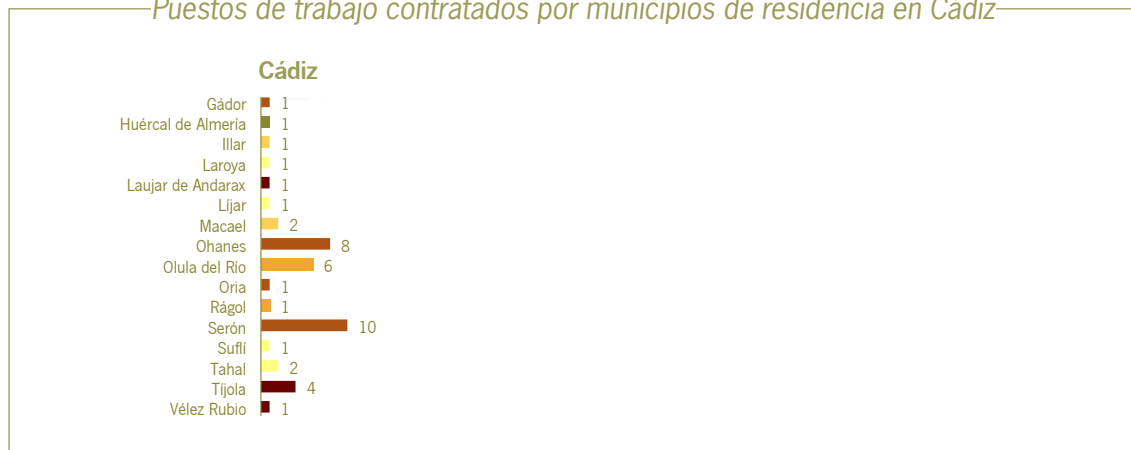 Puestos de trabajo contratados por municipios de residencia en Cádiz
Cádiz
Gádor 1
Huércal de Almería 1
Illar 1
Laroya 1
Laujar de Andarax 1
Líjar 1
Macael 2
Ohanes 8
Olula del Río 6
Oria 1
Rágol 1
Serón 10
Suflí 1
Tahal 2
Tíjola 4
Vélez Rubio 1